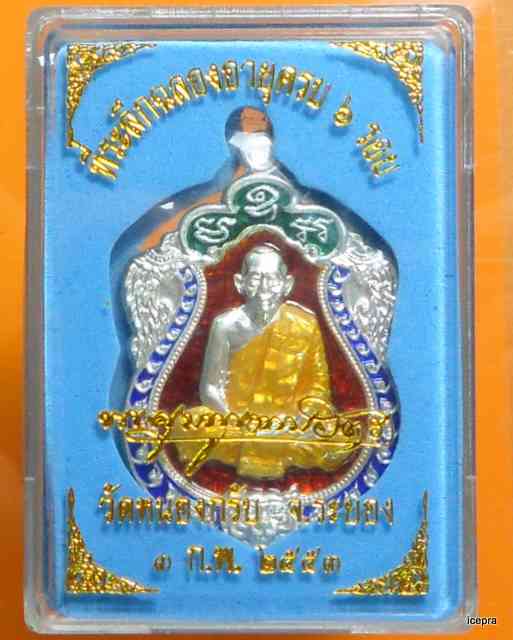 ที่ระลึกฉลองอายุครบ ๖ รอบ
วัดหนองกรับ จ.ระยอง
๓ ก.พ. ๒๕๕๓
Icepra